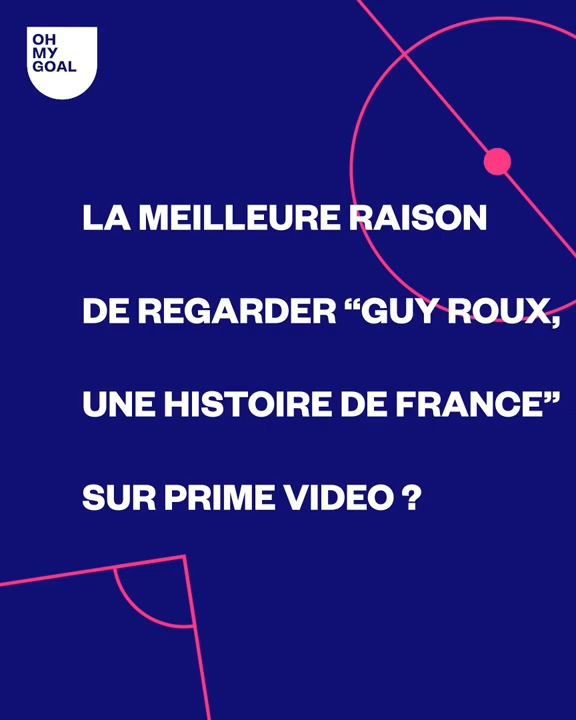 OH
MY
GOAL
LA MEILLEURE RAISON
DE REGARDER “GUY ROUX,
UNE HISTOIRE DE FRANCE”
SUR PRIME VIDEO ?